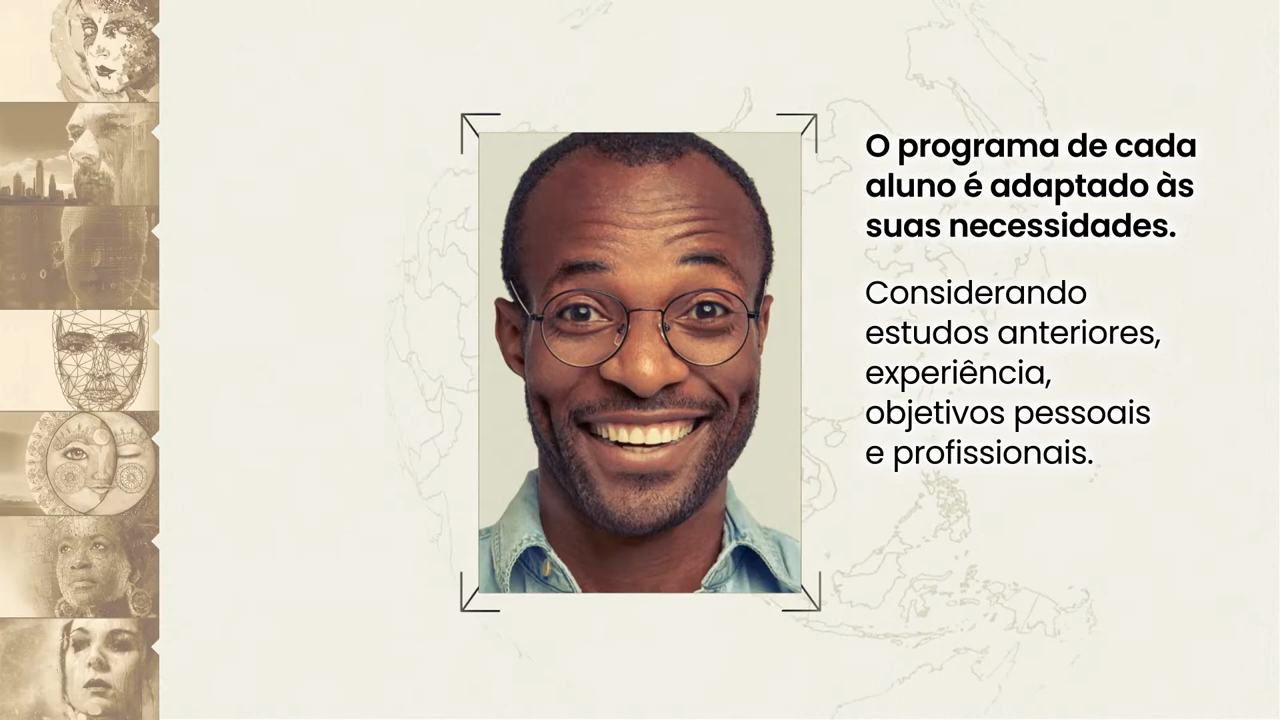 O programa de cada
aluno é adaptado às
suas necessidades.
Considerando
estudos anteriores,
experiência,
objetivos pessoais
e profissionais.